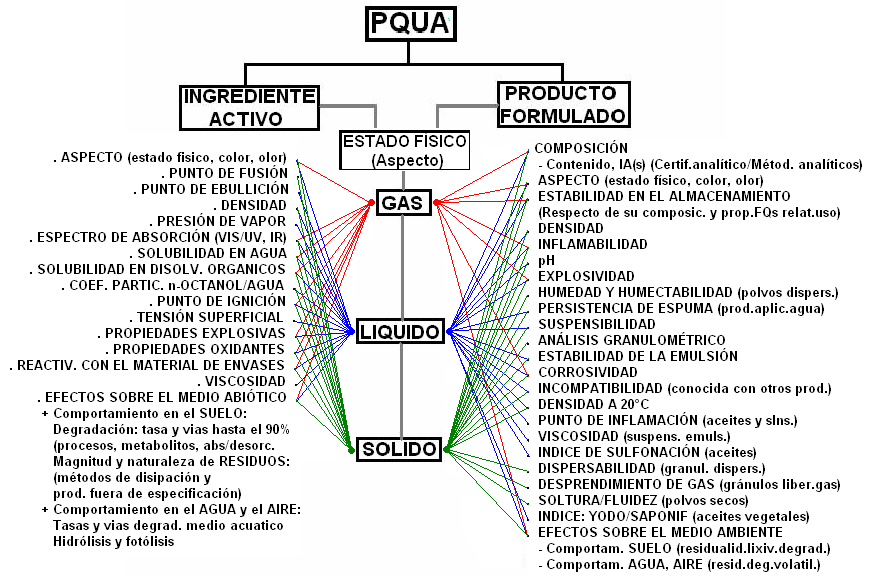 PQUA
INGREDIENTE
ACTIVO
PRODUCTO
FORMULADO
ESTADO FISICO
(Aspecto)
GAS
LIQUIDO
SOLIDO
. ASPECTO (estado fisico, color, olor)
. PUNTO DE FUSIÓN
. PUNTO DE EBULLICIÓN
. DENSIDAD
. PRESIÓN DE VAPOR
. ESPECTRO DE ABSORCIÓN (VIS/UV, IR)
. SOLUBILIDAD EN AGUA
. SOLUBILIDAD EN DISOLV. ORGANICOS
. COEF. PARTIC. n-OCTANOL/AGUA
. PUNTO DE IGNICIÓN
. TENSIÓN SUPERFICIAL
. PROPIEDADES EXPLOSIVAS
. PROPIEDADES OXIDANTES
. REACTIV. CON EL MATERIAL DE ENVASES
. VISCOSIDAD
. EFECTOS SOBRE EL MEDIO ABIÓTICO
+ Comportamiento en el SUELO:
Degradación: tasa y vias hasta el 90%
(procesos, metabolitos, abs/desorc.
Magnitud y naturaleza de RESIDUOS:
(métodos de disipación y
prod. fuera de especificación)
+ Comportamiento en el AGUA y el AIRE:
Tasas y vias degrad. medio acuatico
Hidrólisis y fotólisis
COMPOSICIÓN
- Contenido, IA(s) (Certif.analítico/Métod. analíticos)
ASPECTO (estado físico, color, olor)
ESTABILIDAD EN EL ALMACENAMIENTO
(Respecto de su composic. y prop.FQs relat.uso)
DENSIDAD
INFLAMABILIDAD
pH
EXPLOSIVIDAD
HUMEDAD Y HUMECTABILIDAD (polvos dispers.)
PERSISTENCIA DE ESPUMA (prod.aplic.agua)
SUSPENSIBILIDAD
ANÁLISIS GRANULOMÉTRICO
ESTABILIDAD DE LA EMULSIÓN
CORROSIVIDAD
INCOMPATIBILIDAD (conocida con otros prod.)
DENSIDAD A 20°C
PUNTO DE INFLAMACIÓN (aceites y slns.)
VISCOSIDAD (suspens. emuls.)
INDICE DE SULFONACIÓN (aceites)
DISPERSABILIDAD (granul. dispers.)
DESPRENDIMIENTO DE GAS (gránulos liber.gas)
SOLTURA/FLUIDEZ (polvos secos)
INDICE: YODO/SAPONIF (aceites vegetales)
EFECTOS SOBRE EL MEDIO AMBIENTE
- Comportam. SUELO (residualid.lixiv.degrad.)
- Comportam. AGUA, AIRE (resid.deg.volatil.)